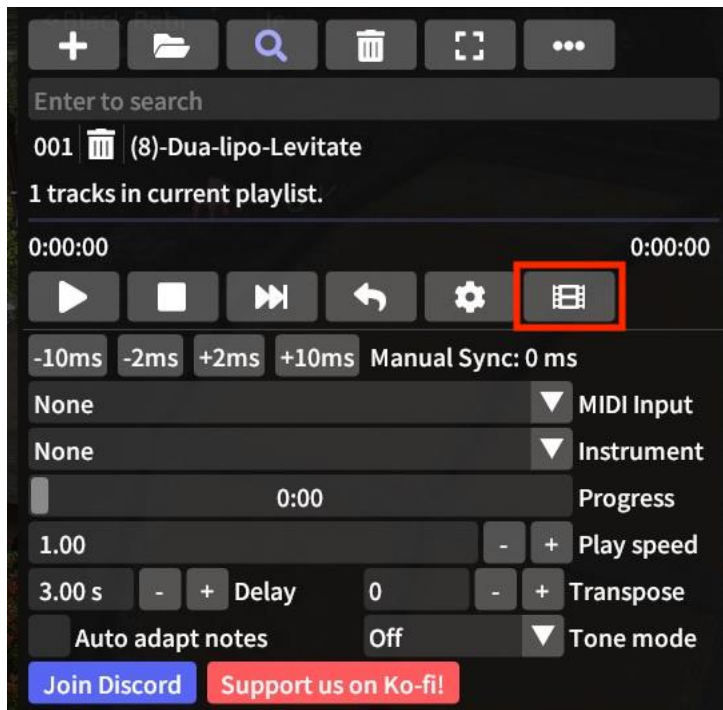 Enter to search
001 (8)-Dua-lipo-Levitate
1 tracks in current playlist.
0:00:00 0:00:00
-10ms -2ms +2ms +10ms Manual Sync: 0 ms
None MIDI Input
None Instrument
0:00 Progress
1.00 - + Play speed
3.00 s - + Delay 0 - + Transpose
Auto adapt notes Off Tone mode
Join Discord Support us on Ko-fi!